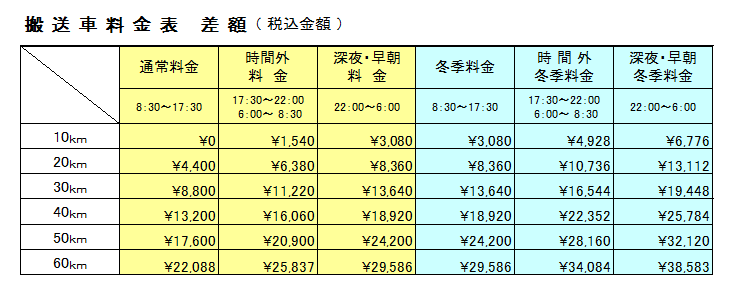 搬送車料金表 差額（税込金額）
通常料金 時間外料金 深夜・早朝料金 冬季料金 時間外冬季料金 深夜・早朝冬季料金
8:30～17:30 17:30～22:00 6:00～8:30 22:00～6:00 8:30～17:30 17:30～22:00 6:00～8:30 22:00～6:00
10km ¥0 ¥1,540 ¥3,080 ¥3,080 ¥4,928 ¥6,776
20km ¥4,400 ¥6,380 ¥8,360 ¥8,360 ¥10,736 ¥13,112
30km ¥8,800 ¥11,220 ¥13,640 ¥13,640 ¥16,544 ¥19,448
40km ¥13,200 ¥16,060 ¥18,920 ¥18,920 ¥22,352 ¥25,784
50km ¥17,600 ¥20,900 ¥24,200 ¥24,200 ¥28,160 ¥32,120
60km ¥22,088 ¥25,837 ¥29,586 ¥29,586 ¥34,084 ¥38,583